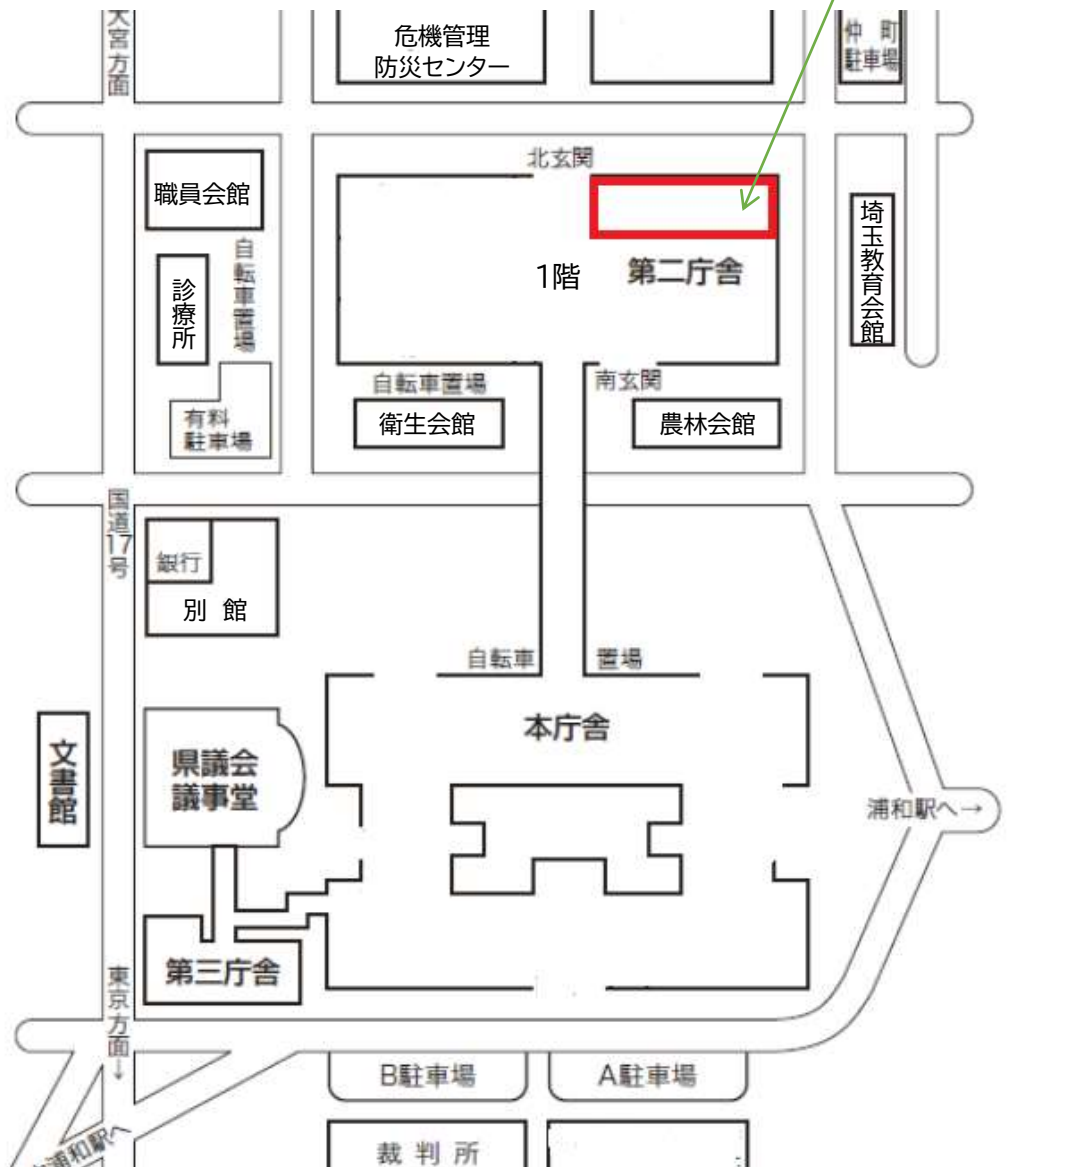 大宮方面
危機管理
防災センター
仲 町
駐車場
北玄関
職員会館
自転車置場
診療所
1階
第二庁舎
埼玉教育会館
有料
駐車場
自転車置場
南玄関
衛生会館
農林会館
国道17号
銀行
別 館
自転車
置場
本庁舎
文書館
県議会
議事堂
浦和駅へ→
第三庁舎
東京方面↓
B駐車場
A駐車場
浦和駅へ
裁 判 所